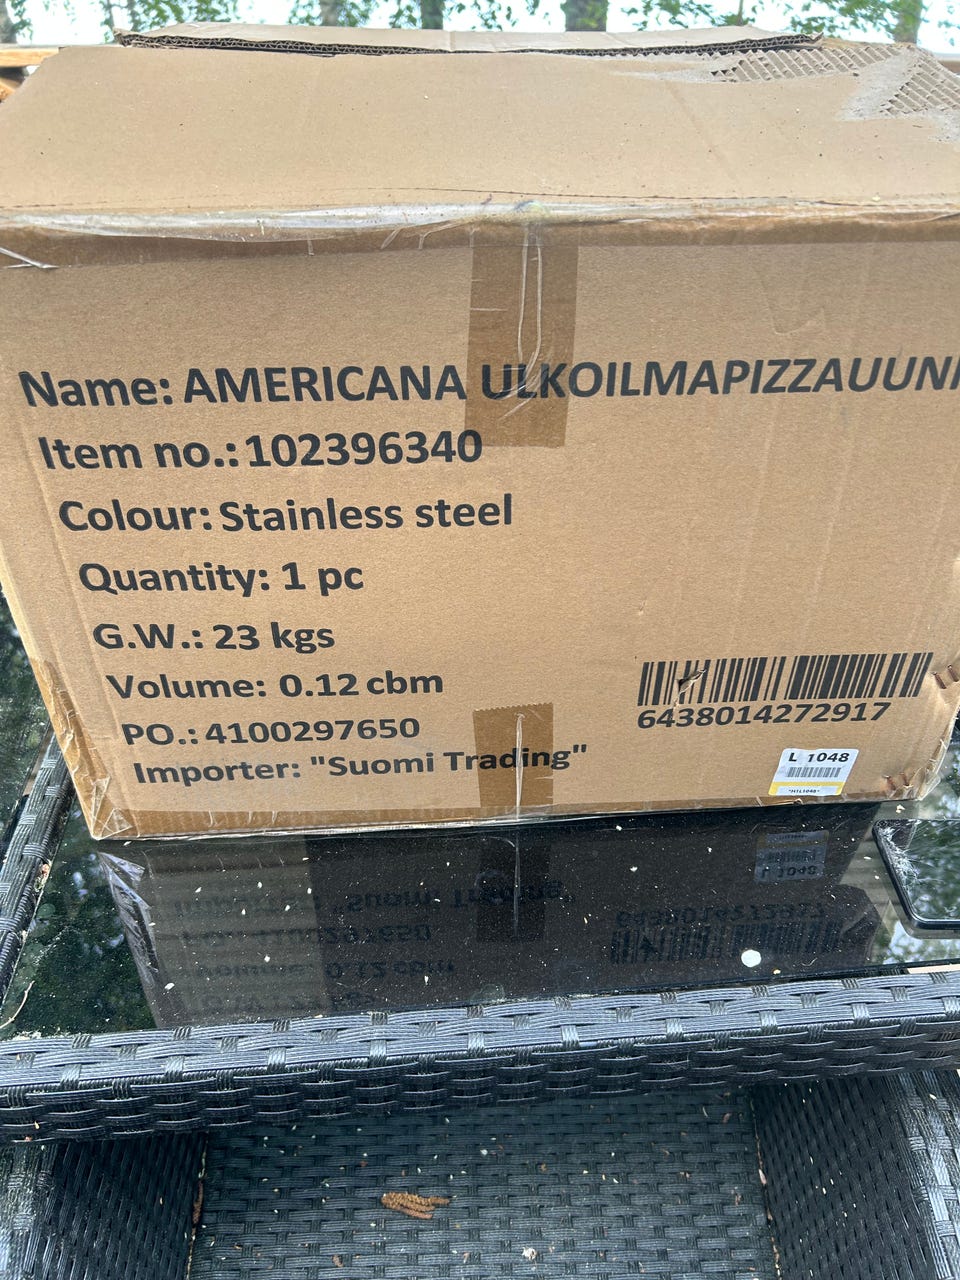 Name: AMERICANA ULKOILMAPIZZAUUNI
Item no.: 102396340
Colour: Stainless steel
Quantity: 1 pc
G.W.: 23 kgs
Volume: 0.12 cbm
PO.: 4100297650
Importer: "Suomi Trading"
6438014272917
L 1048
*H1L1048*